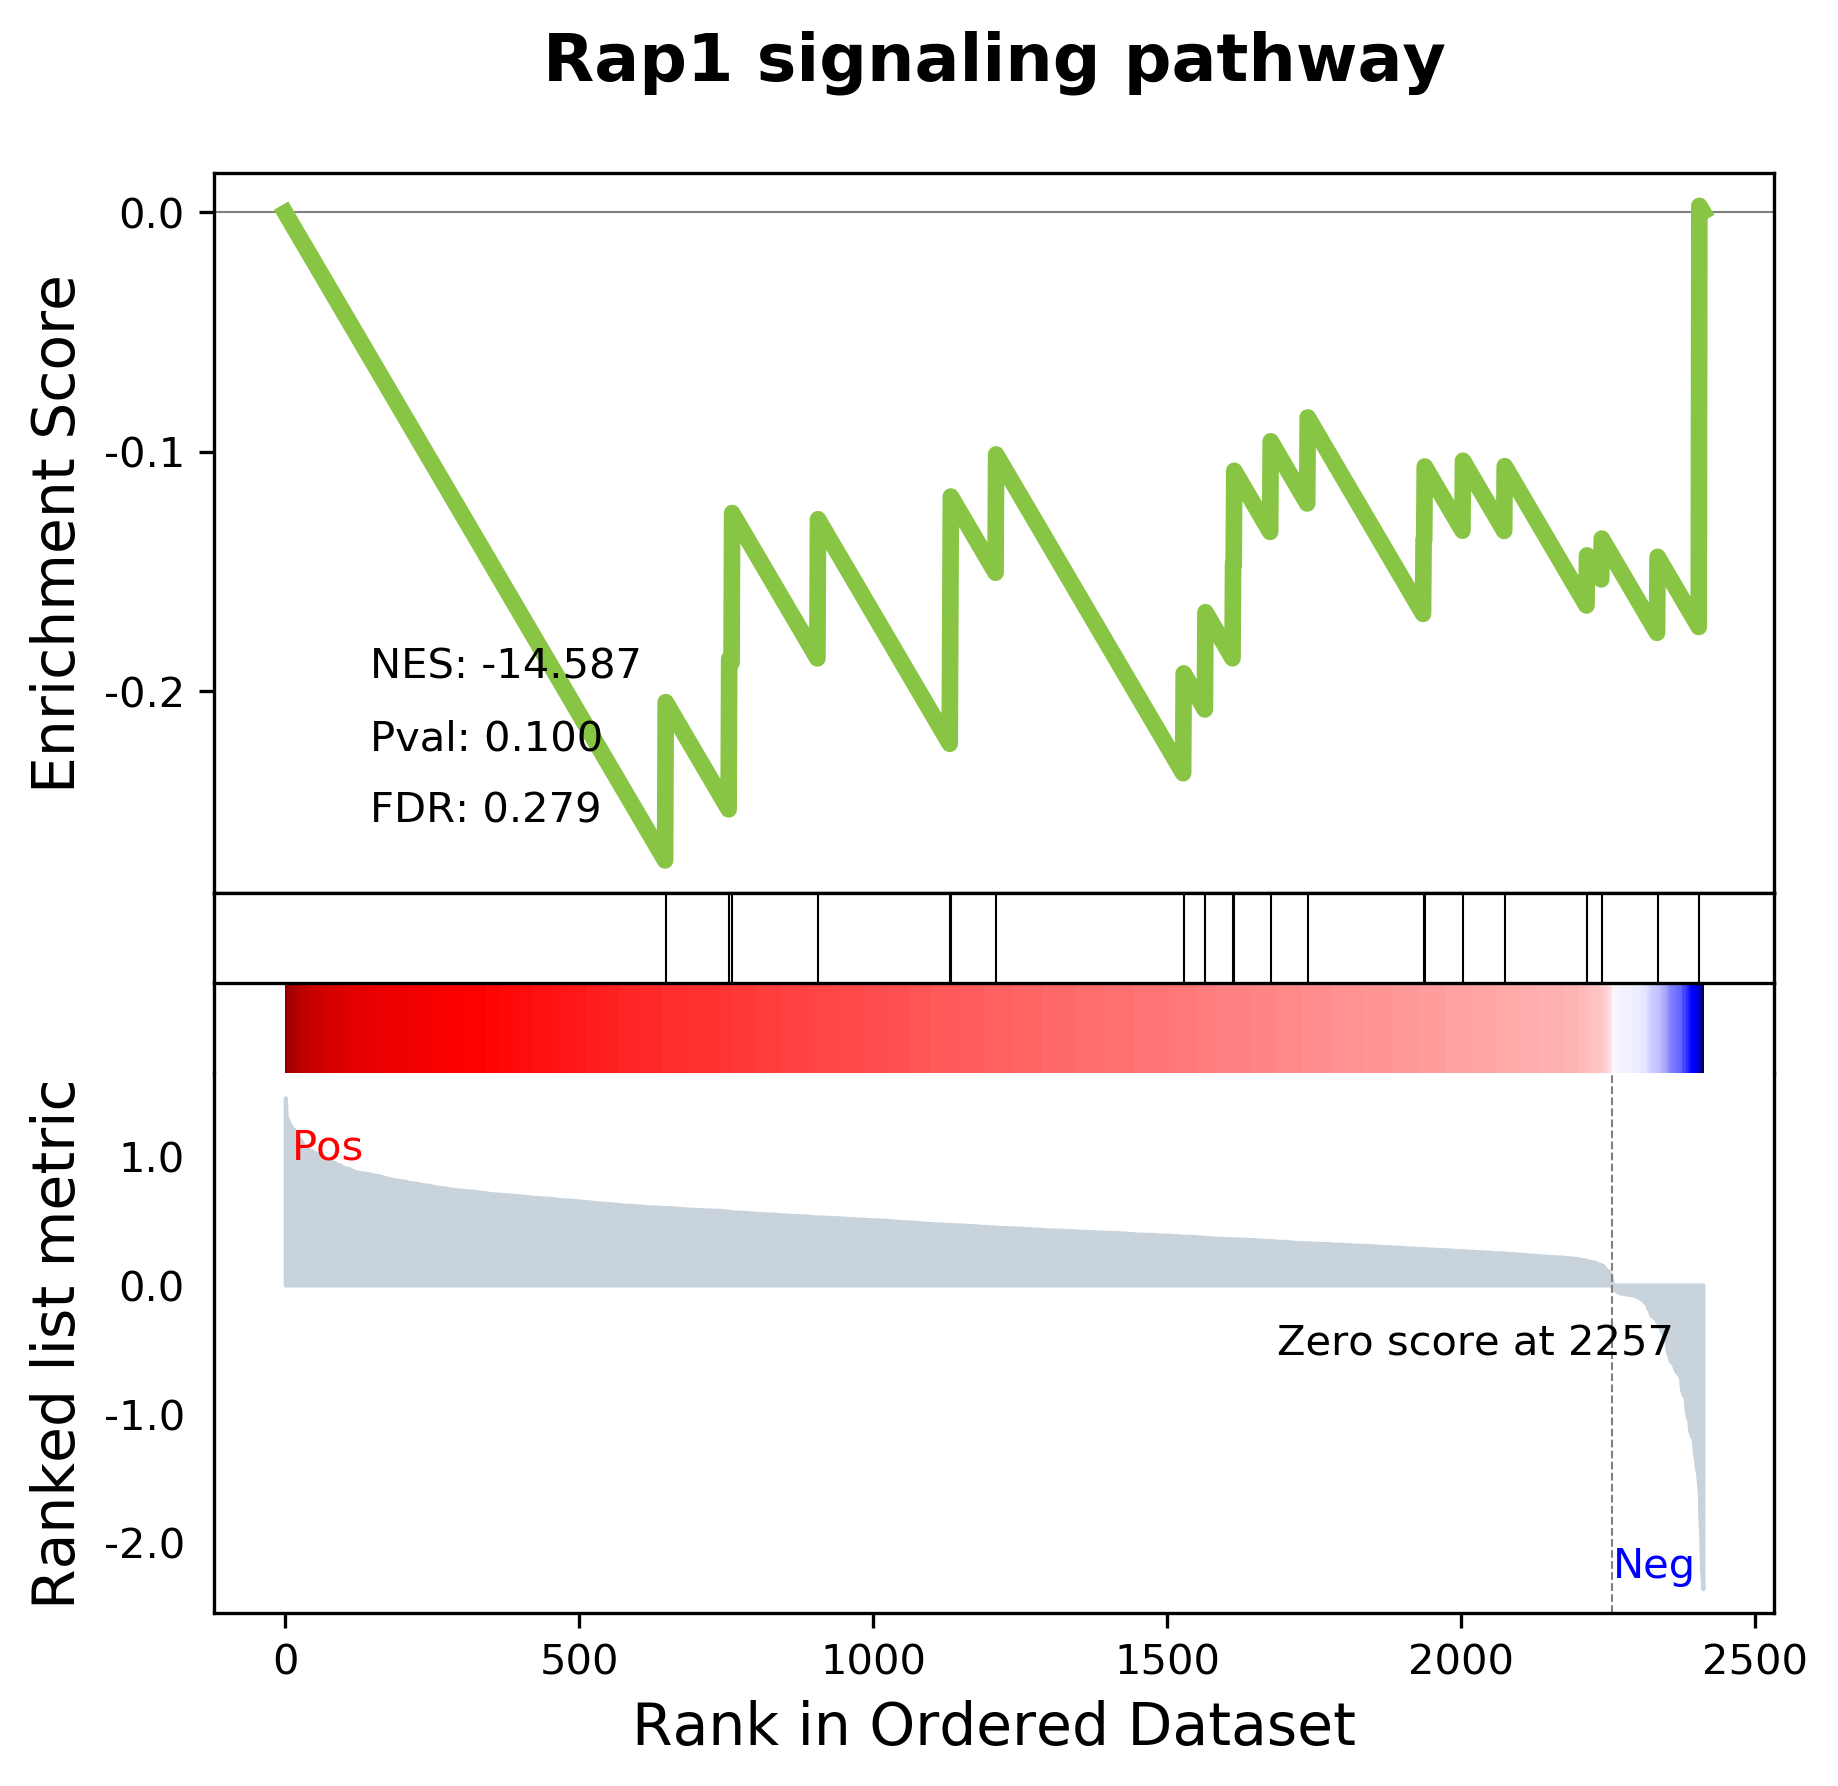 Rap1 signaling pathway
Enrichment Score
0.0
-0.1
-0.2
NES: -14.587
Pval: 0.100
FDR: 0.279
Ranked list metric
1.0
0.0
-1.0
-2.0
Pos
Zero score at 2257
Neg
0 500 1000 1500 2000 2500
Rank in Ordered Dataset